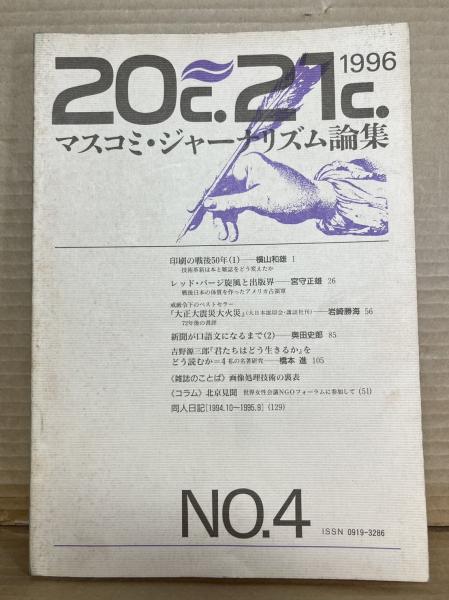 20c.21c. 1996
マスコミ・ジャーナリズム論集
印刷の戦後50年(1)──横山和雄 1
技術革新は本と雑誌をどう変えたか
レッド・パージ旋風と出版界──宮守正雄 26
戦後日本の体質を作ったアメリカ占領軍
戒厳令下のベストセラー
『大正大震災大火災』(大日本雄弁会・講談社刊)──岩崎勝海 56
72年後の書評
新聞が口語文になるまで(2)──奥田史郎 85
吉野源三郎『君たちはどう生きるか』を
どう読むか=4 私の名著研究──橋本 進 105
〈雑誌のことば〉画像処理技術の裏表
〈コラム〉北京見聞 世界女性会議NGOフォーラムに参加して (51)
同人日記[1994.10〜1995.9] (129)
NO.4
ISSN 0919-3286